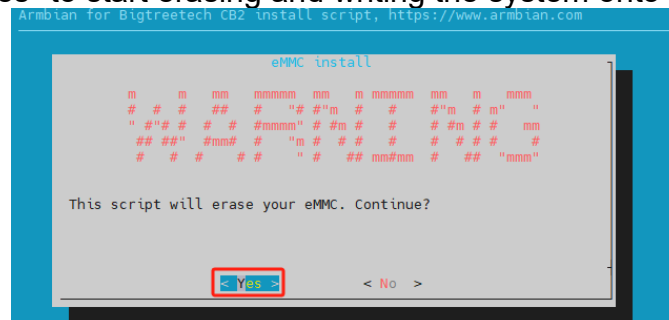 es" to start erasing and writing the system onto
Armbian for Bigtreetech CB2 install script, https://www.armbian.com
eMMC install
WARNING
This script will erase your eMMC. Continue?
< Yes > < No >